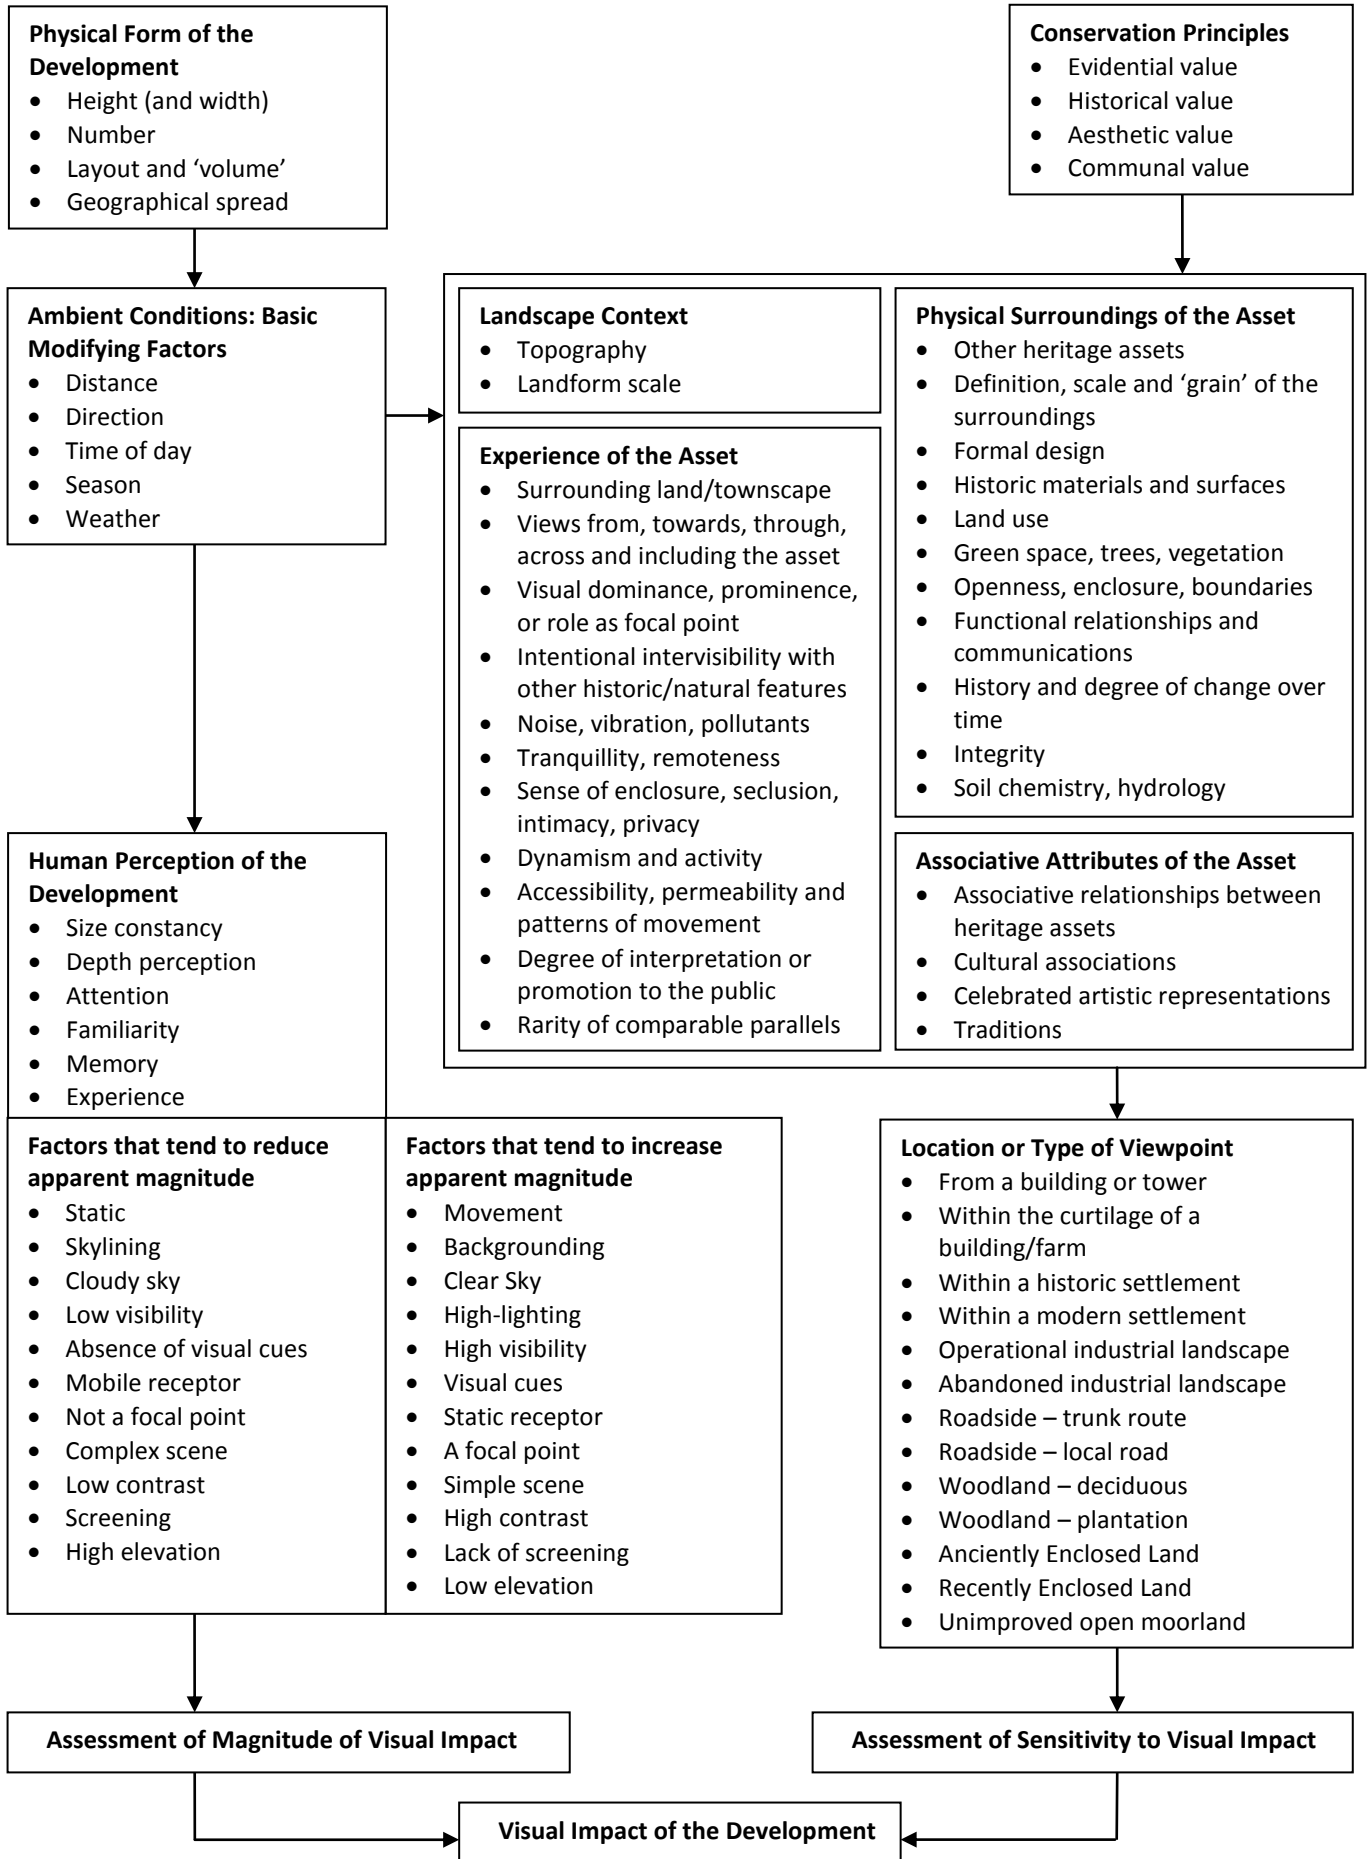 Physical Form of the
Development
• Height (and width)
• Number
• Layout and ‘volume’
• Geographical spread
Conservation Principles
• Evidential value
• Historical value
• Aesthetic value
• Communal value
Ambient Conditions: Basic
Modifying Factors
• Distance
• Direction
• Time of day
• Season
• Weather
Landscape Context
• Topography
• Landform scale
Experience of the Asset
• Surrounding land/townscape
• Views from, towards, through,
across and including the asset
• Visual dominance, prominence,
or role as focal point
• Intentional intervisibility with
other historic/natural features
• Noise, vibration, pollutants
• Tranquillity, remoteness
• Sense of enclosure, seclusion,
intimacy, privacy
• Dynamism and activity
• Accessibility, permeability and
patterns of movement
• Degree of interpretation or
promotion to the public
• Rarity of comparable parallels
Physical Surroundings of the Asset
• Other heritage assets
• Definition, scale and ‘grain’ of the
surroundings
• Formal design
• Historic materials and surfaces
• Land use
• Green space, trees, vegetation
• Openness, enclosure, boundaries
• Functional relationships and
communications
• History and degree of change over
time
• Integrity
• Soil chemistry, hydrology
Associative Attributes of the Asset
• Associative relationships between
heritage assets
• Cultural associations
• Celebrated artistic representations
• Traditions
Human Perception of the
Development
• Size constancy
• Depth perception
• Attention
• Familiarity
• Memory
• Experience
Factors that tend to reduce
apparent magnitude
• Static
• Skylining
• Cloudy sky
• Low visibility
• Absence of visual cues
• Mobile receptor
• Not a focal point
• Complex scene
• Low contrast
• Screening
• High elevation
Factors that tend to increase
apparent magnitude
• Movement
• Backgrounding
• Clear Sky
• High-lighting
• High visibility
• Visual cues
• Static receptor
• A focal point
• Simple scene
• High contrast
• Lack of screening
• Low elevation
Location or Type of Viewpoint
• From a building or tower
• Within the curtilage of a
building/farm
• Within a historic settlement
• Within a modern settlement
• Operational industrial landscape
• Abandoned industrial landscape
• Roadside – trunk route
• Roadside – local road
• Woodland – deciduous
• Woodland – plantation
• Anciently Enclosed Land
• Recently Enclosed Land
• Unimproved open moorland
Assessment of Magnitude of Visual Impact
Assessment of Sensitivity to Visual Impact
Visual Impact of the Development